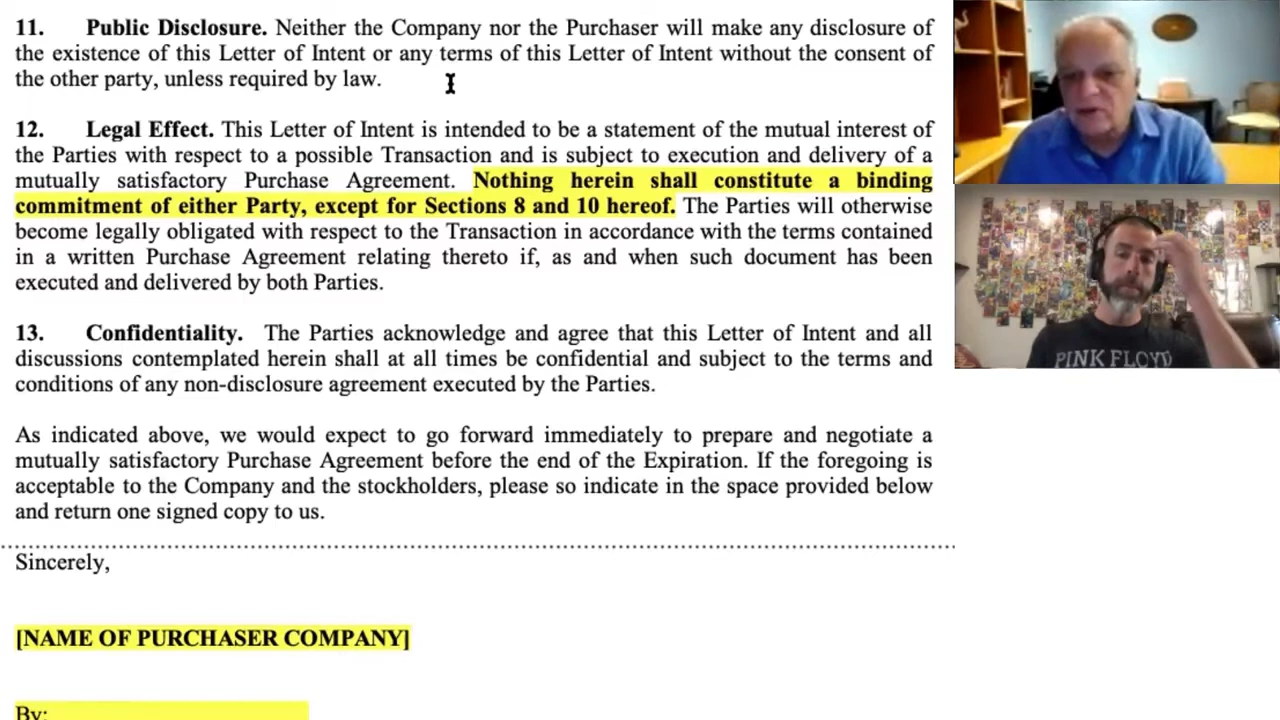 11. Public Disclosure. Neither the Company nor the Purchaser will make any disclosure of
the existence of this Letter of Intent or any terms of this Letter of Intent without the consent of
the other party, unless required by law.
12. Legal Effect. This Letter of Intent is intended to be a statement of the mutual interest of
the Parties with respect to a possible Transaction and is subject to execution and delivery of a
mutually satisfactory Purchase Agreement. Nothing herein shall constitute a binding
commitment of either Party, except for Sections 8 and 10 hereof. The Parties will otherwise
become legally obligated with respect to the Transaction in accordance with the terms contained
in a written Purchase Agreement relating thereto if, as and when such document has been
executed and delivered by both Parties.
13. Confidentiality. The Parties acknowledge and agree that this Letter of Intent and all
discussions contemplated herein shall at all times be confidential and subject to the terms and
conditions of any non-disclosure agreement executed by the Parties.
As indicated above, we would expect to go forward immediately to prepare and negotiate a
mutually satisfactory Purchase Agreement before the end of the Expiration. If the foregoing is
acceptable to the Company and the stockholders, please so indicate in the space provided below
and return one signed copy to us.
Sincerely,
[NAME OF PURCHASER COMPANY]
By:
PINK FLOYD